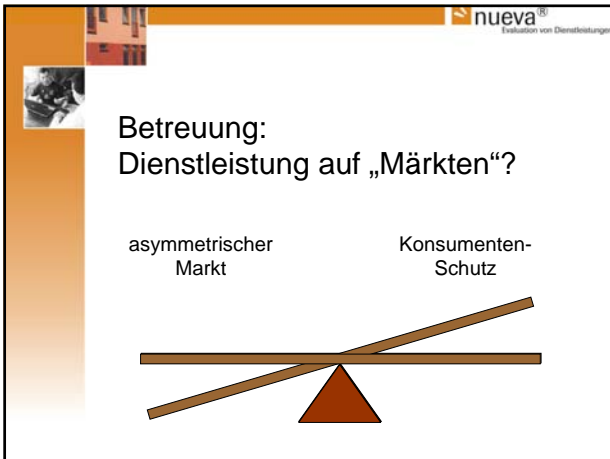 nueva®
Evaluation von Dienstleistungen
Betreuung:
Dienstleistung auf „Märkten“?
asymmetrischer
Markt
Konsumenten-
Schutz